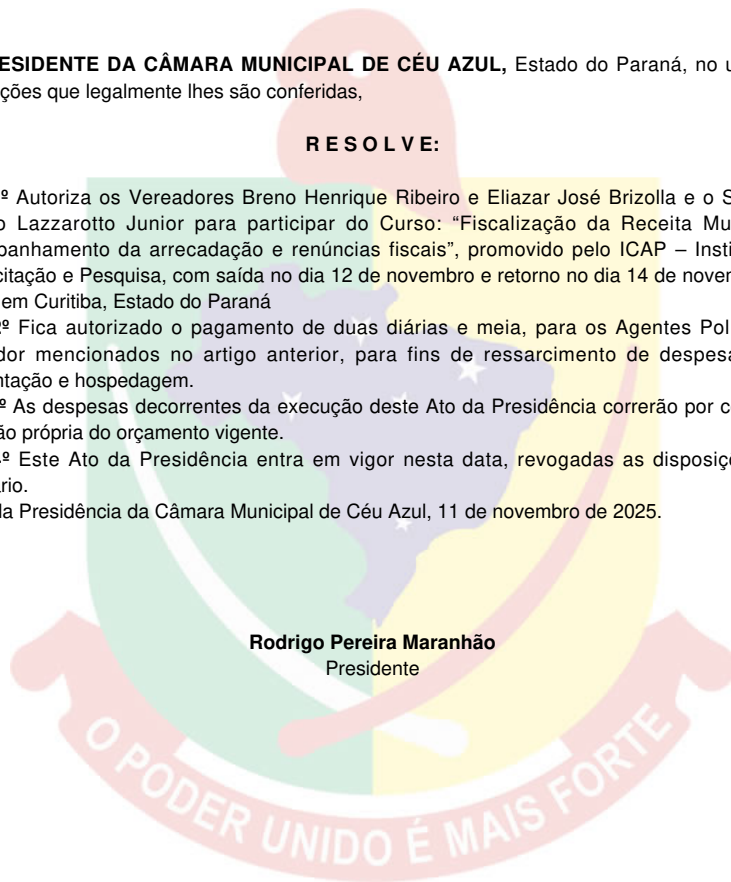 ESIDENTE DA CÂMARA MUNICIPAL DE CÉU AZUL, Estado do Paraná, no u
ções que legalmente lhes são conferidas,
R E S O L V E:
º Autoriza os Vereadores Breno Henrique Ribeiro e Eliazar José Brizolla e o S
o Lazzarotto Junior para participar do Curso: “Fiscalização da Receita Mu
panhamento da arrecadação e renúncias fiscais”, promovido pelo ICAP – Insti
citação e Pesquisa, com saída no dia 12 de novembro e retorno no dia 14 de novem
em Curitiba, Estado do Paraná
2º Fica autorizado o pagamento de duas diárias e meia, para os Agentes Pol
dor mencionados no artigo anterior, para fins de ressarcimento de despesa
ntação e hospedagem.
º As despesas decorrentes da execução deste Ato da Presidência correrão por c
ão própria do orçamento vigente.
º Este Ato da Presidência entra em vigor nesta data, revogadas as disposiç
rio.
da Presidência da Câmara Municipal de Céu Azul, 11 de novembro de 2025.
Rodrigo Pereira Maranhão
Presidente
O PODER UNIDO É MAIS FORTE